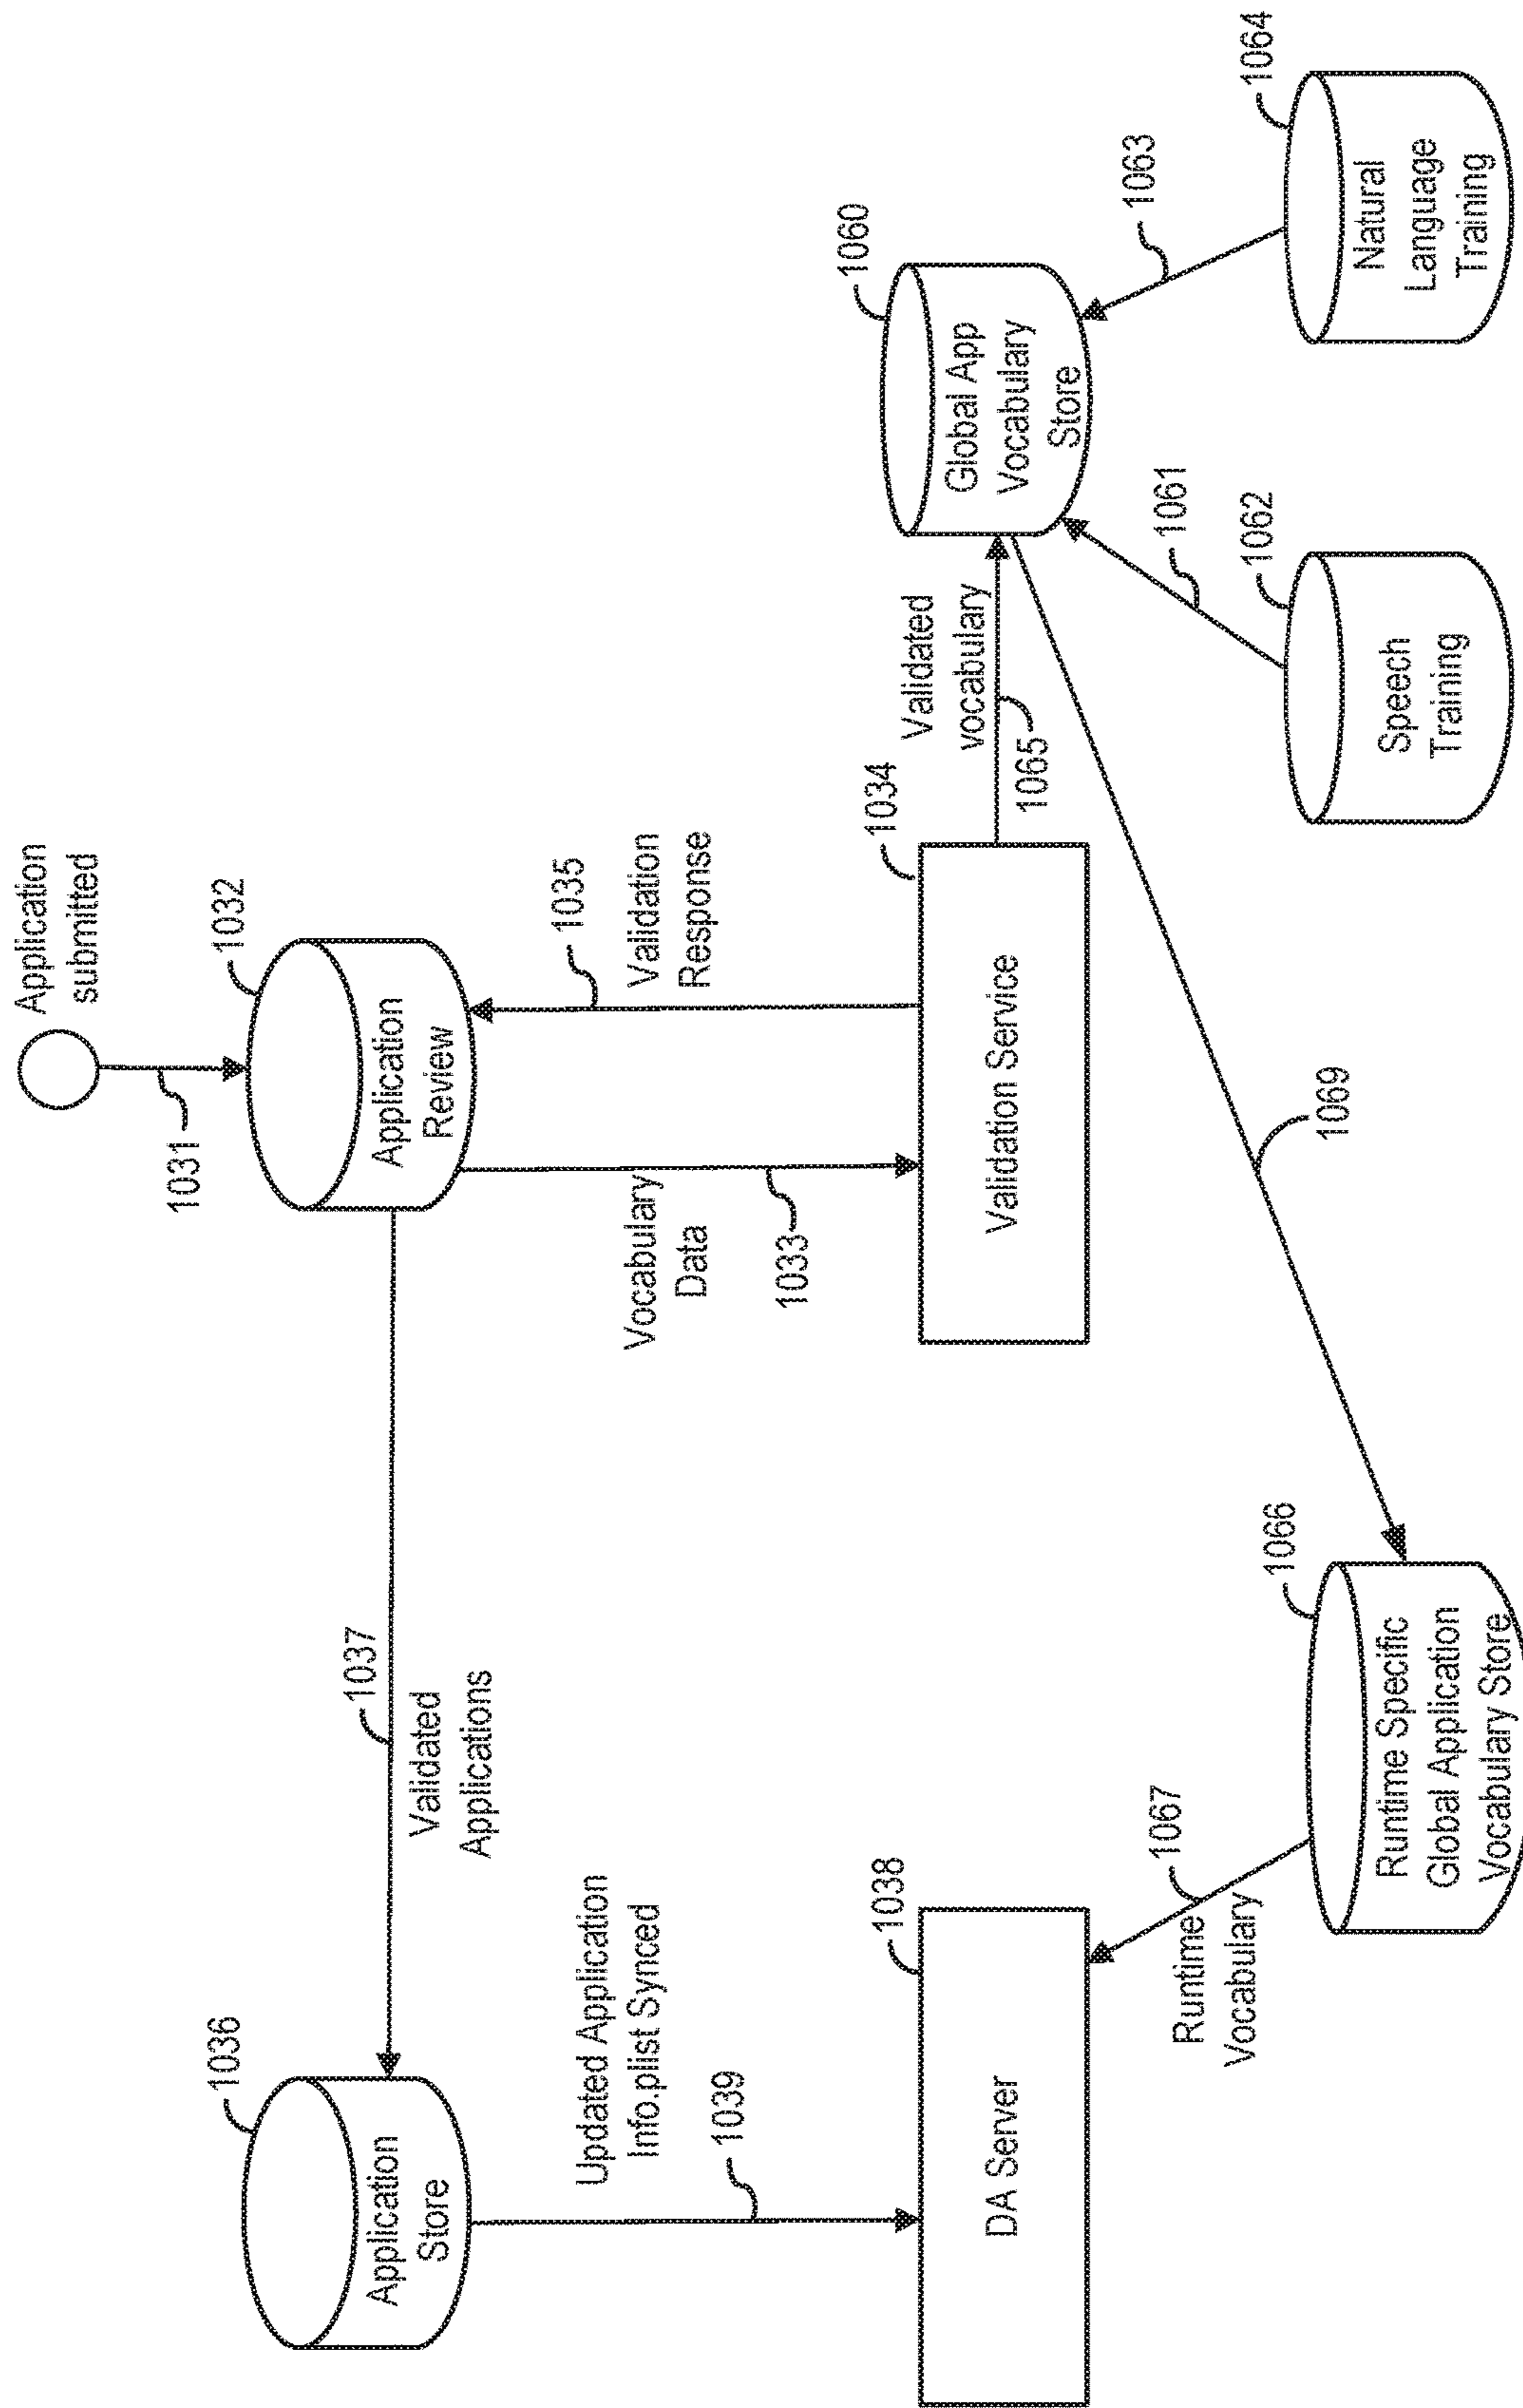 Application
submitted
1031
1032
Application
Review
1036
Application
Store
1037
Validated
Applications
Updated Application
Info.plist Synced
1039
Vocabulary
Data
1033
1035
Validation
Response
1038
DA Server
1034
Validation Service
Validated
vocabulary
1065
1060
Global App
Vocabulary
Store
1067
Runtime
Vocabulary
1066
Runtime Specific
Global Application
Vocabulary Store
1069
1061
1062
Speech
Training
1063
1064
Natural
Language
Training